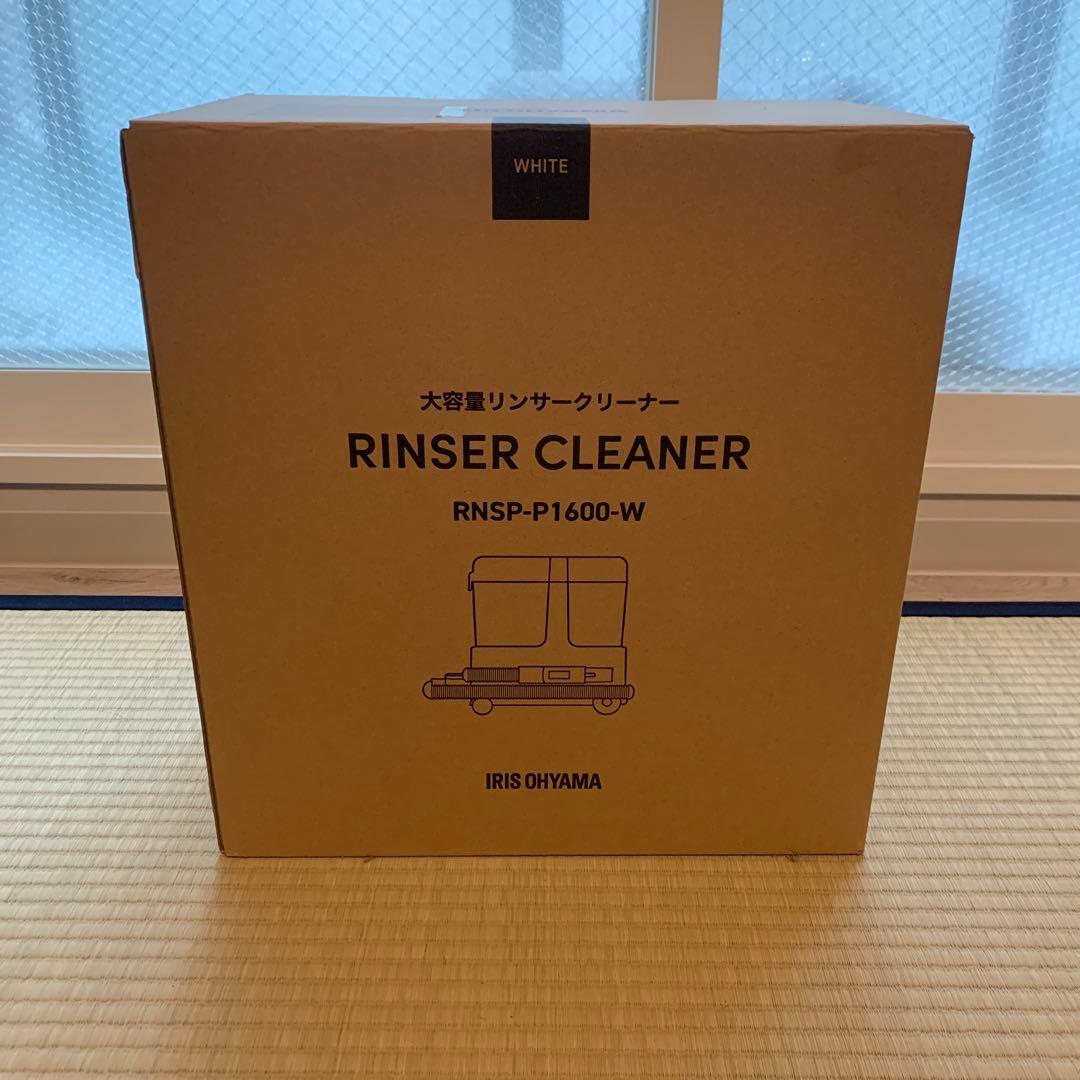 WHITE
大容量リンサークリーナー
RINSER CLEANER
RNSP-P1600-W
IRIS OHYAMA